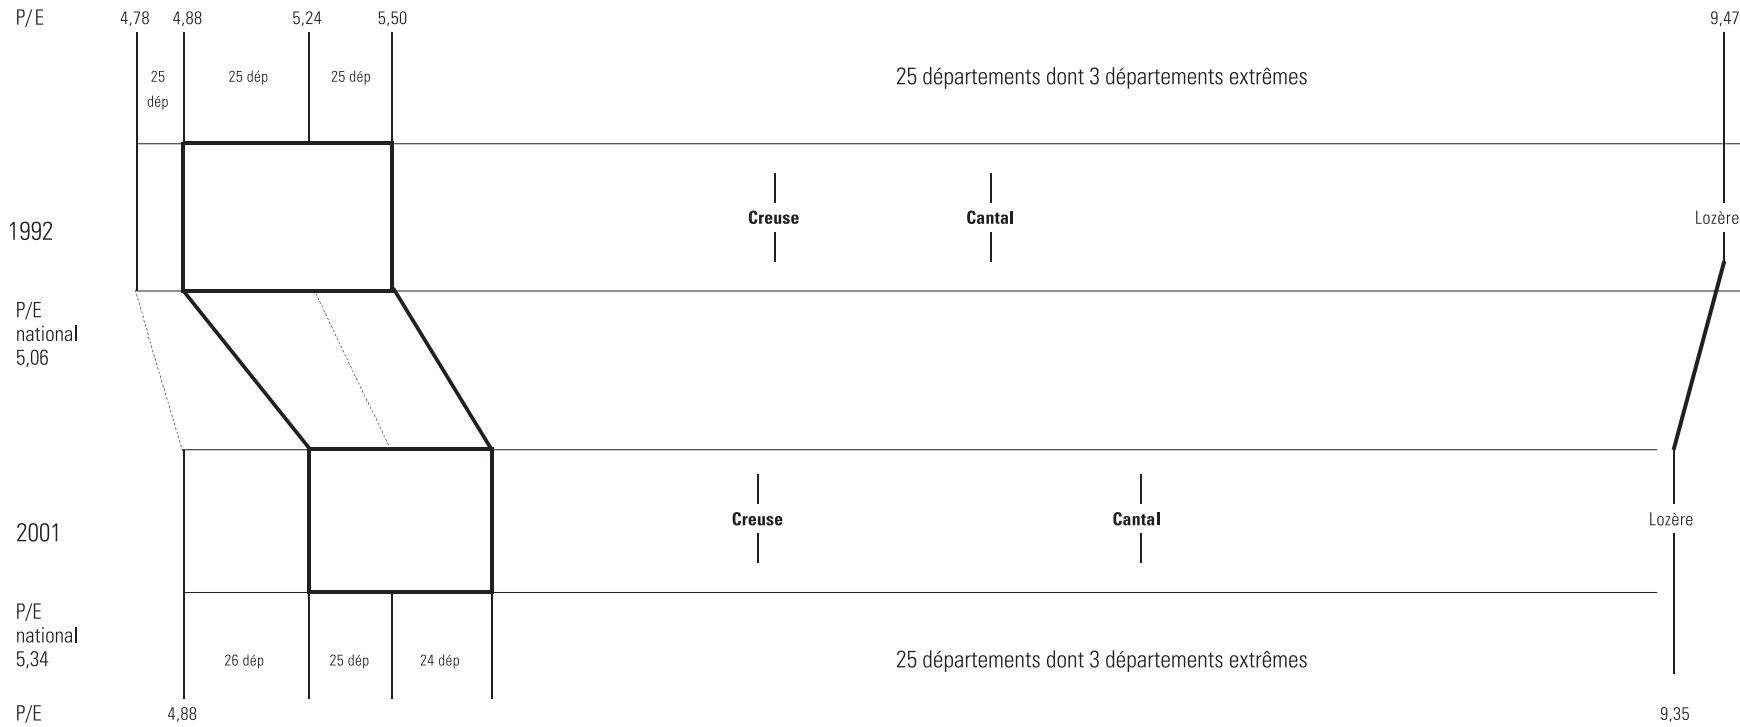 P/E 4,78 4,88 5,24 5,50 9,47
25 dép
25 dép
25 dép
25 départements dont 3 départements extrêmes
Creuse Cantal Lozère
1992
P/E
national
5,06
Creuse Cantal Lozère
2001
P/E
national
5,34
26 dép 25 dép 24 dép 25 départements dont 3 départements extrêmes
P/E 4,88 9,35